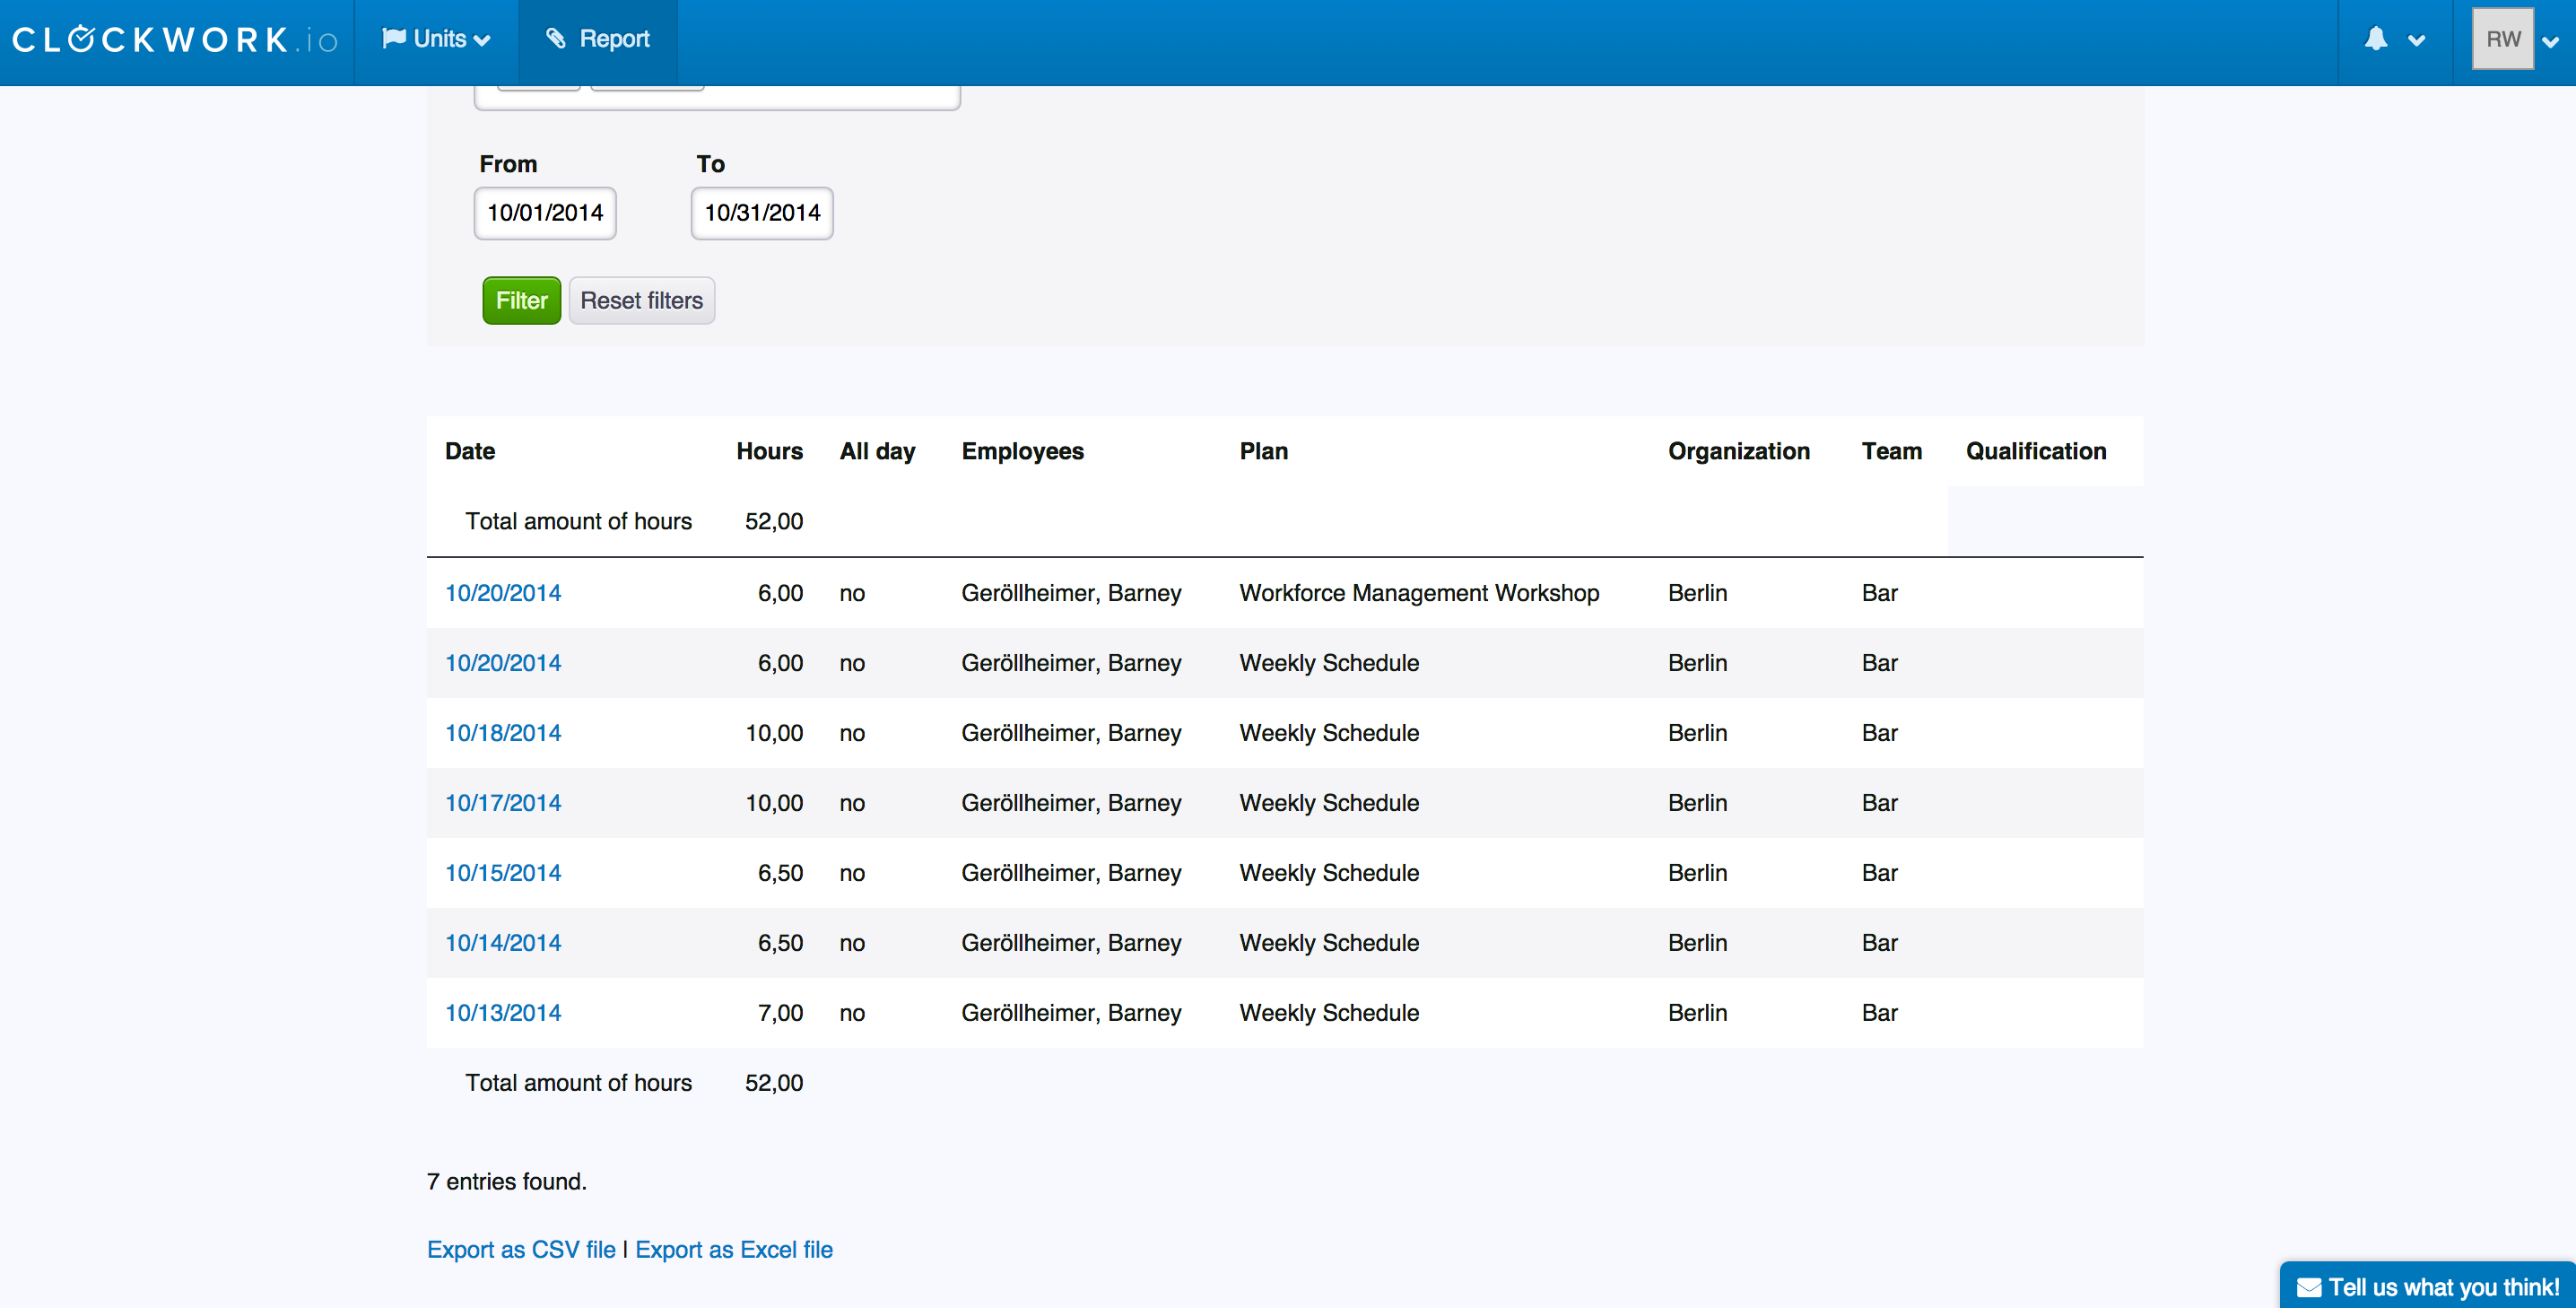 CLOCKWORK.io Units Report RW
From To
10/01/2014 10/31/2014
Filter Reset filters
Date Hours All day Employees Plan Organization Team Qualification
Total amount of hours 52,00
10/20/2014 6,00 no Geröllheimer, Barney Workforce Management Workshop Berlin Bar
10/20/2014 6,00 no Geröllheimer, Barney Weekly Schedule Berlin Bar
10/18/2014 10,00 no Geröllheimer, Barney Weekly Schedule Berlin Bar
10/17/2014 10,00 no Geröllheimer, Barney Weekly Schedule Berlin Bar
10/15/2014 6,50 no Geröllheimer, Barney Weekly Schedule Berlin Bar
10/14/2014 6,50 no Geröllheimer, Barney Weekly Schedule Berlin Bar
10/13/2014 7,00 no Geröllheimer, Barney Weekly Schedule Berlin Bar
Total amount of hours 52,00
7 entries found.
Export as CSV file | Export as Excel file
Tell us what you think!